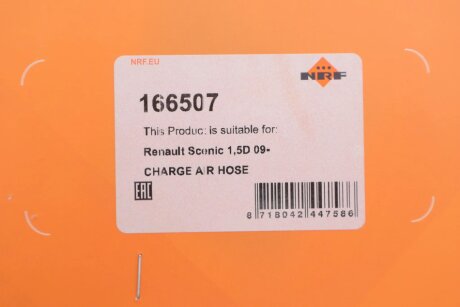 NRF.EU
NRF
166507
This Product is suitable for:
Renault Scenic 1,5D 09-
CHARGE AIR HOSE
EAC
8 718042 447586